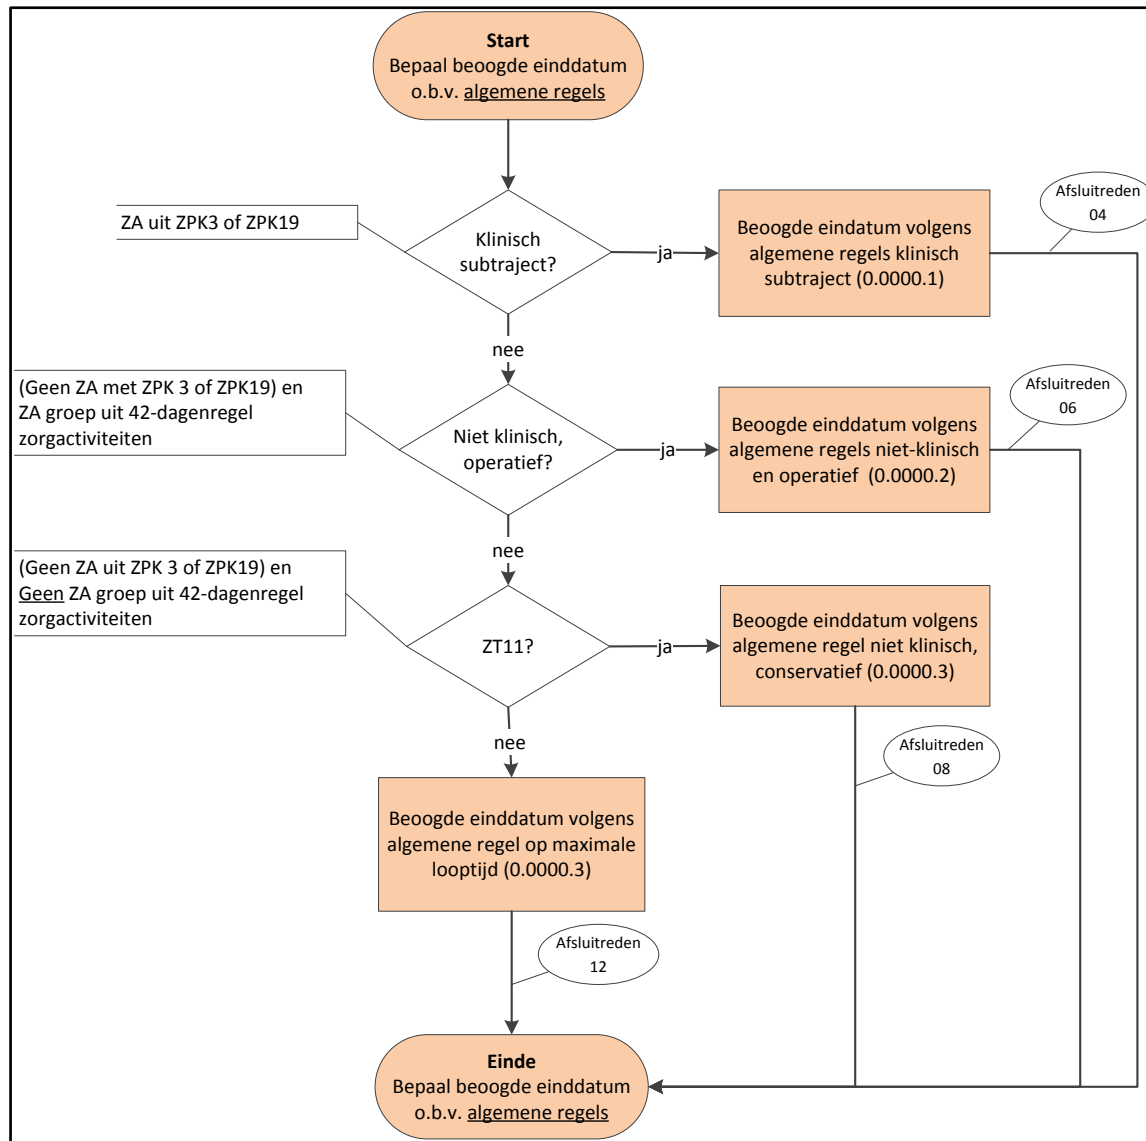 Start
Bepaal beoogde einddatum
o.b.v. algemene regels
ZA uit ZPK3 of ZPK19
Klinisch
subtraject?
ja
Beoogde eindatum volgens
algemene regels klinisch
subtraject (0.0000.1)
Afsluitreden
04
nee
(Geen ZA met ZPK 3 of ZPK19) en
ZA groep uit 42-dagenregel
zorgactiviteiten
Niet klinisch,
operatief?
ja
Beoogde einddatum volgens
algemene regels niet-klinisch
en operatief (0.0000.2)
Afsluitreden
06
nee
(Geen ZA uit ZPK 3 of ZPK19) en
Geen ZA groep uit 42-dagenregel
zorgactiviteiten
ZT11?
ja
Beoogde einddatum volgens
algemene regel niet klinisch,
conservatief (0.0000.3)
Afsluitreden
08
nee
Beoogde einddatum volgens
algemene regel op maximale
looptijd (0.0000.3)
Afsluitreden
12
Einde
Bepaal beoogde einddatum
o.b.v. algemene regels